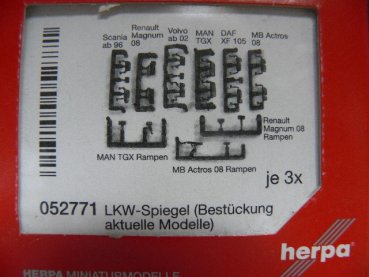 Scania ab 96
Renault Magnum 08
Volvo ab 02
MAN TGX
DAF XF 105
MB Actros 08
Renault Magnum 08 Rampen
MAN TGX Rampen
MB Actros 08 Rampen
je 3x
052771 LKW-Spiegel (Bestückung
aktuelle Modelle)
herpa
HERPA MINIATURMODELLE